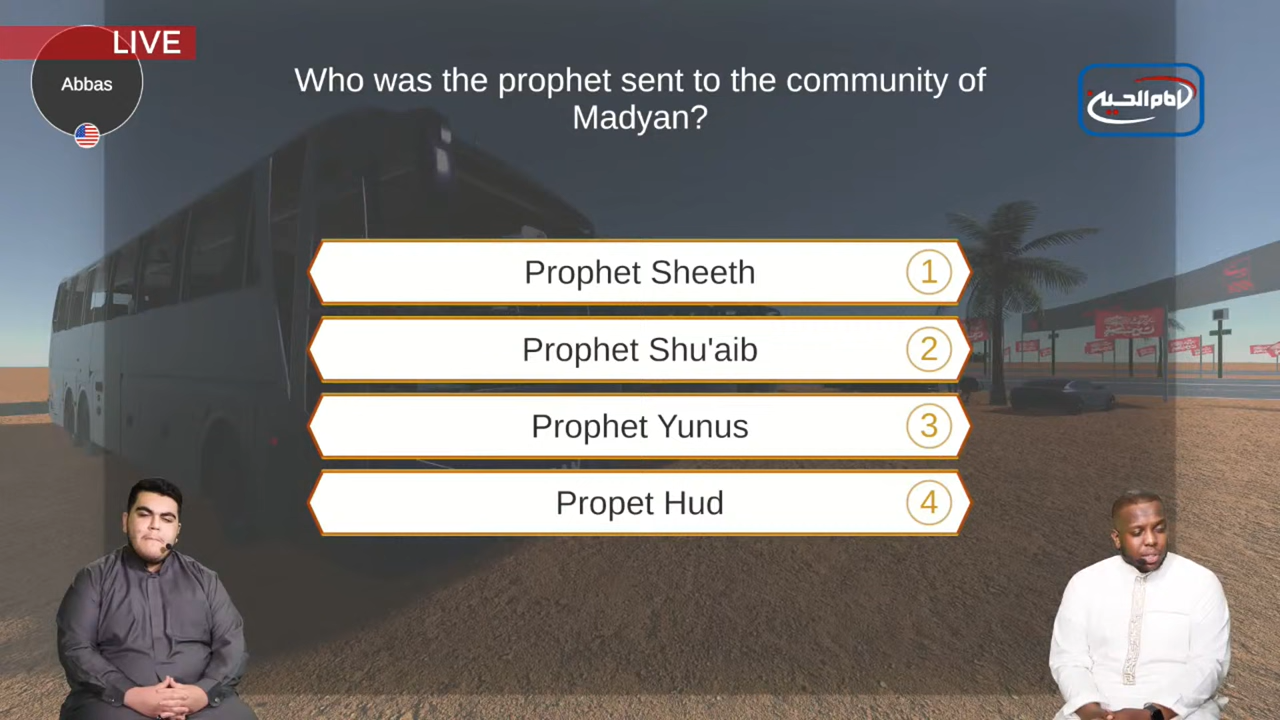 LIVE
Abbas
Who was the prophet sent to the community of
Madyan?
Prophet Sheeth 1
Prophet Shu'aib 2
Prophet Yunus 3
Propet Hud 4